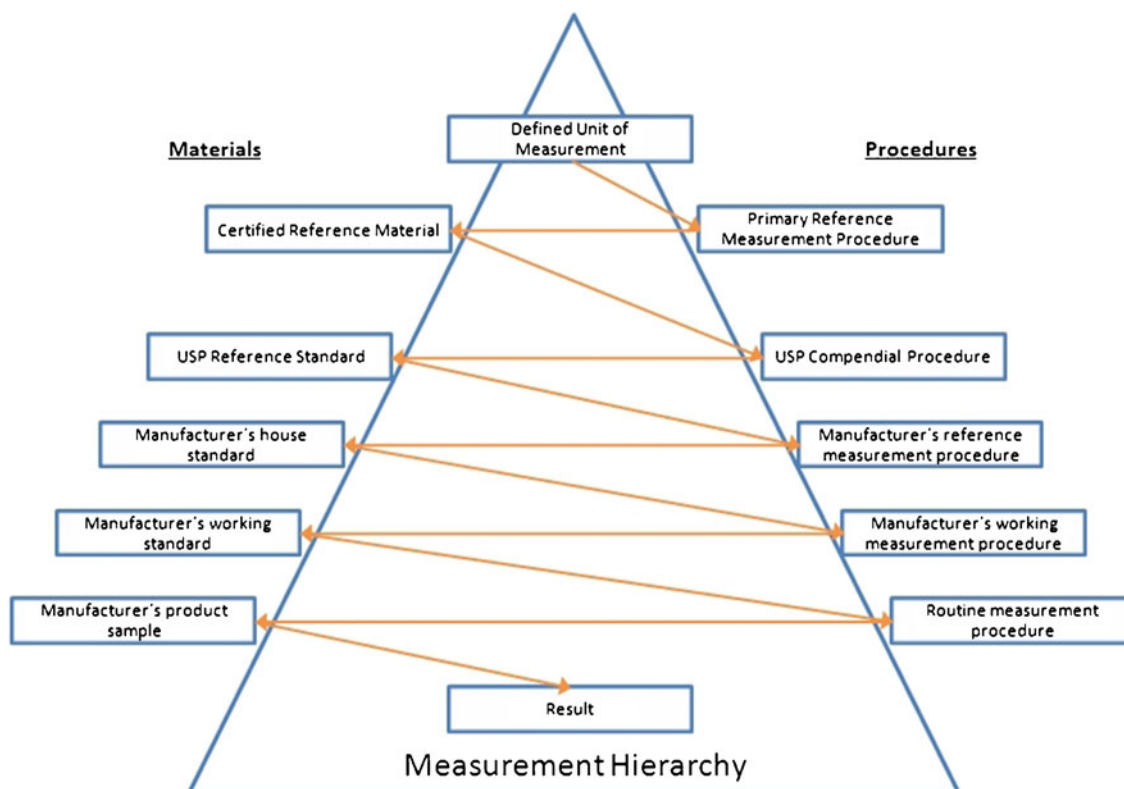 Defined Unit of
Measurement
Materials
Procedures
Certified Reference Material
Primary Reference
Measurement Procedure
USP Reference Standard
USP Compendial Procedure
Manufacturer's house
standard
Manufacturer's reference
measurement procedure
Manufacturer's working
standard
Manufacturer's working
measurement procedure
Manufacturer's product
sample
Routine measurement
procedure
Result
Measurement Hierarchy